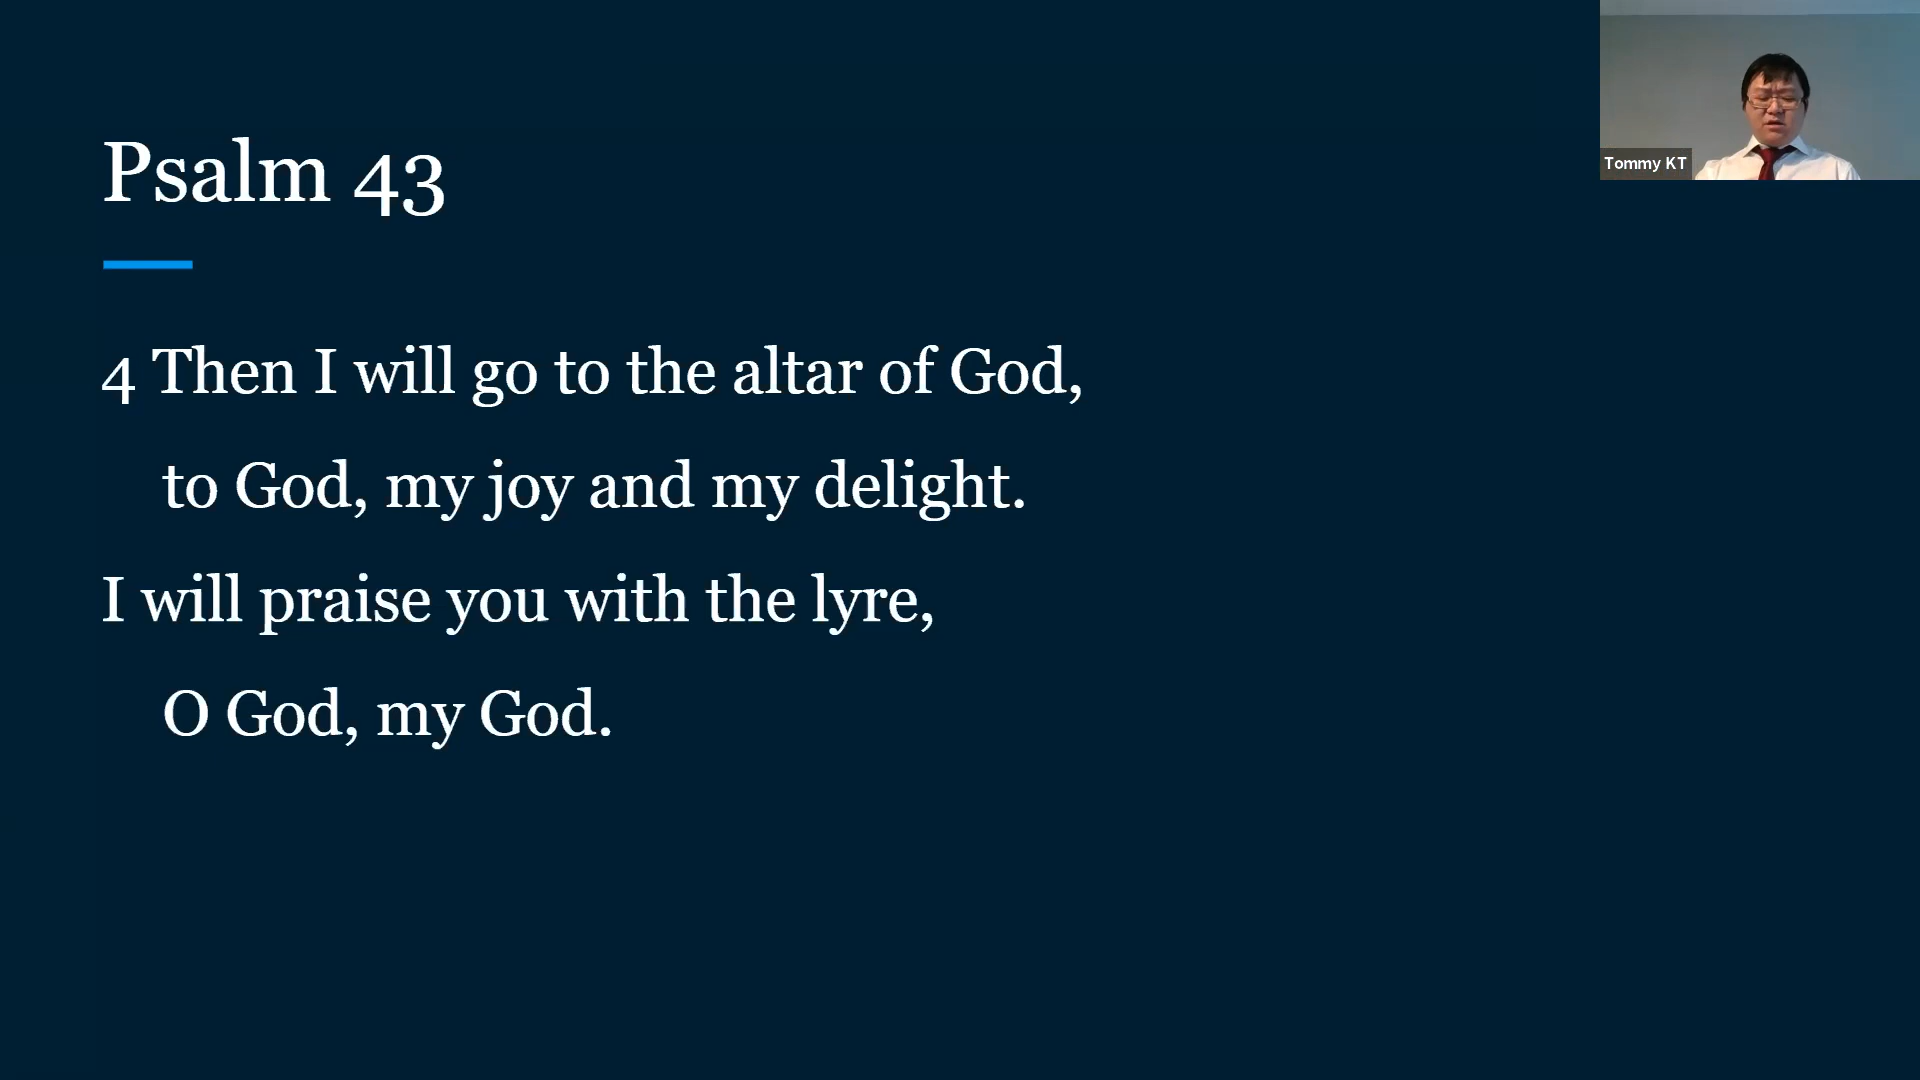 Psalm 43
4 Then I will go to the altar of God,
to God, my joy and my delight.
I will praise you with the lyre,
O God, my God.
Tommy KT